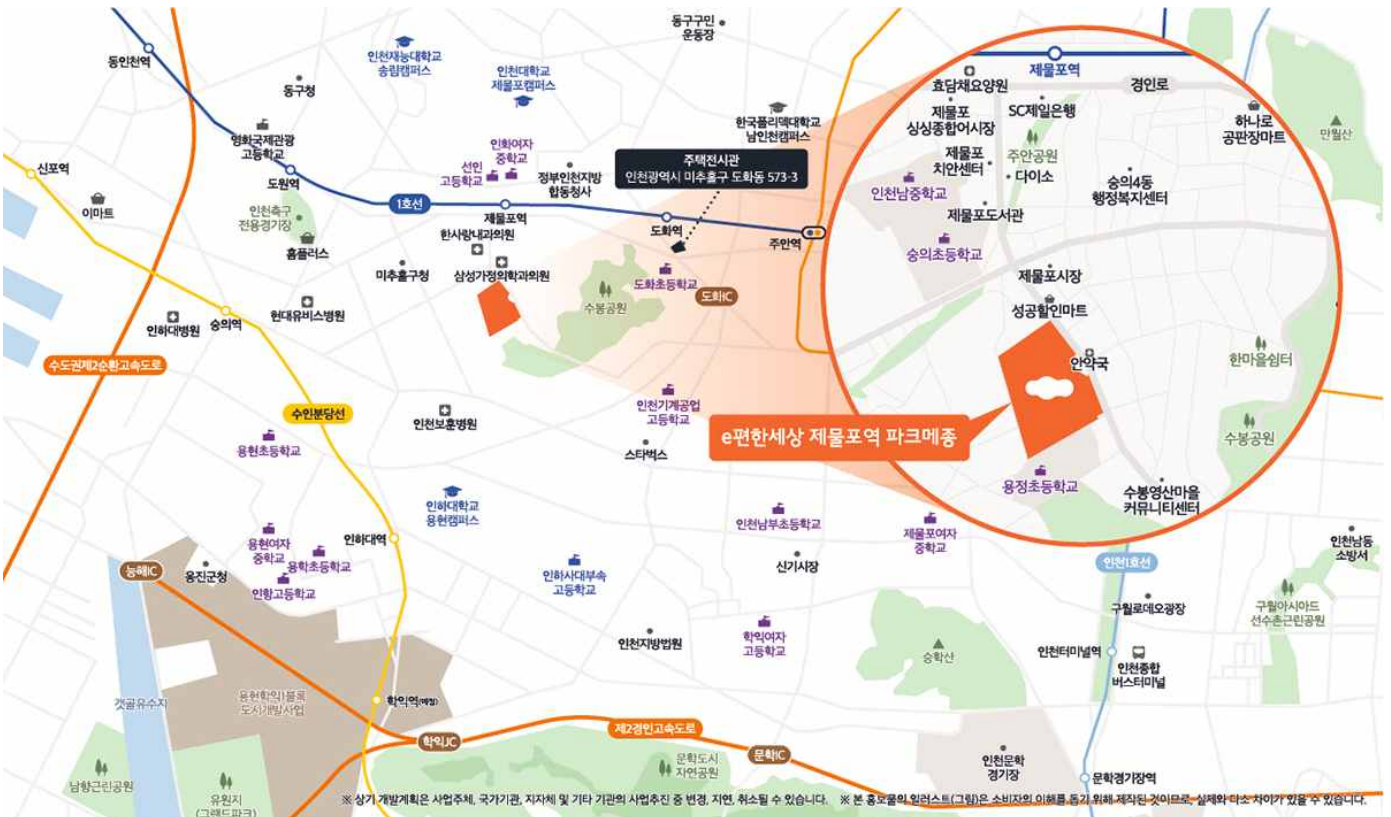 동인천역
인천재능대학교
송림캠퍼스
동구구민
운동장
동구청
인천대학교
제물포캠퍼스
영화국제관광
고등학교
인화여자
중학교
선인
고등학교
한국폴리텍대학교
남인천캠퍼스
주택전시관
인천광역시 미추홀구 도화동 573-3
정부인천지방
합동청사
신포역
이마트
도원역
인천축구
전용경기장
홈플러스
1호선
제물포역
도화역
주안역
한사랑내과의원
미추홀구청
삼성가정의학과의원
도화초등학교
도화IC
수봉공원
인하대병원
숭의역
현대유비스병원
수도권제2순환고속도로
수인분당선
인천보훈병원
인천기계공업
고등학교
스타벅스
용현초등학교
인하대학교
용현캠퍼스
인천남부초등학교
제물포여자
중학교
용현여자
중학교
용학초등학교
인항고등학교
인하대역
능해IC
옹진군청
인하사대부속
고등학교
신기시장
인천지방법원
학익여자
고등학교
승학산
갯골유수지
용현학익1블록
도시개발사업
학익역(예정)
학익JC
제2경인고속도로
문학IC
문학도시
자연공원
남항근린공원
유원지
(그랜드파크)
제물포역
효담채요양원
경인로
제물포
싱싱종합어시장
SC제일은행
하나로
공판장마트
만월산
제물포
치안센터
주안공원
다이소
인천남중학교
숭의4동
행정복지센터
제물포도서관
숭의초등학교
제물포시장
성공할인마트
안약국
한마을쉼터
e편한세상 제물포역 파크메종
수봉공원
용정초등학교
수봉영산마을
커뮤니티센터
인천남동
소방서
인천1호선
구월로데오광장
구월아시아드
선수촌근린공원
인천터미널역
인천종합
버스터미널
인천문학
경기장
문학경기장역
※ 상기 개발계획은 사업주체, 국가기관, 지자체 및 기타 기관의 사업추진 중 변경, 지연, 취소될 수 있습니다. ※ 본 홍보물의 일러스트(그림)은 소비자의 이해를 돕기 위해 제작된 것이므로, 실제와 다소 차이가 있을 수 있습니다.